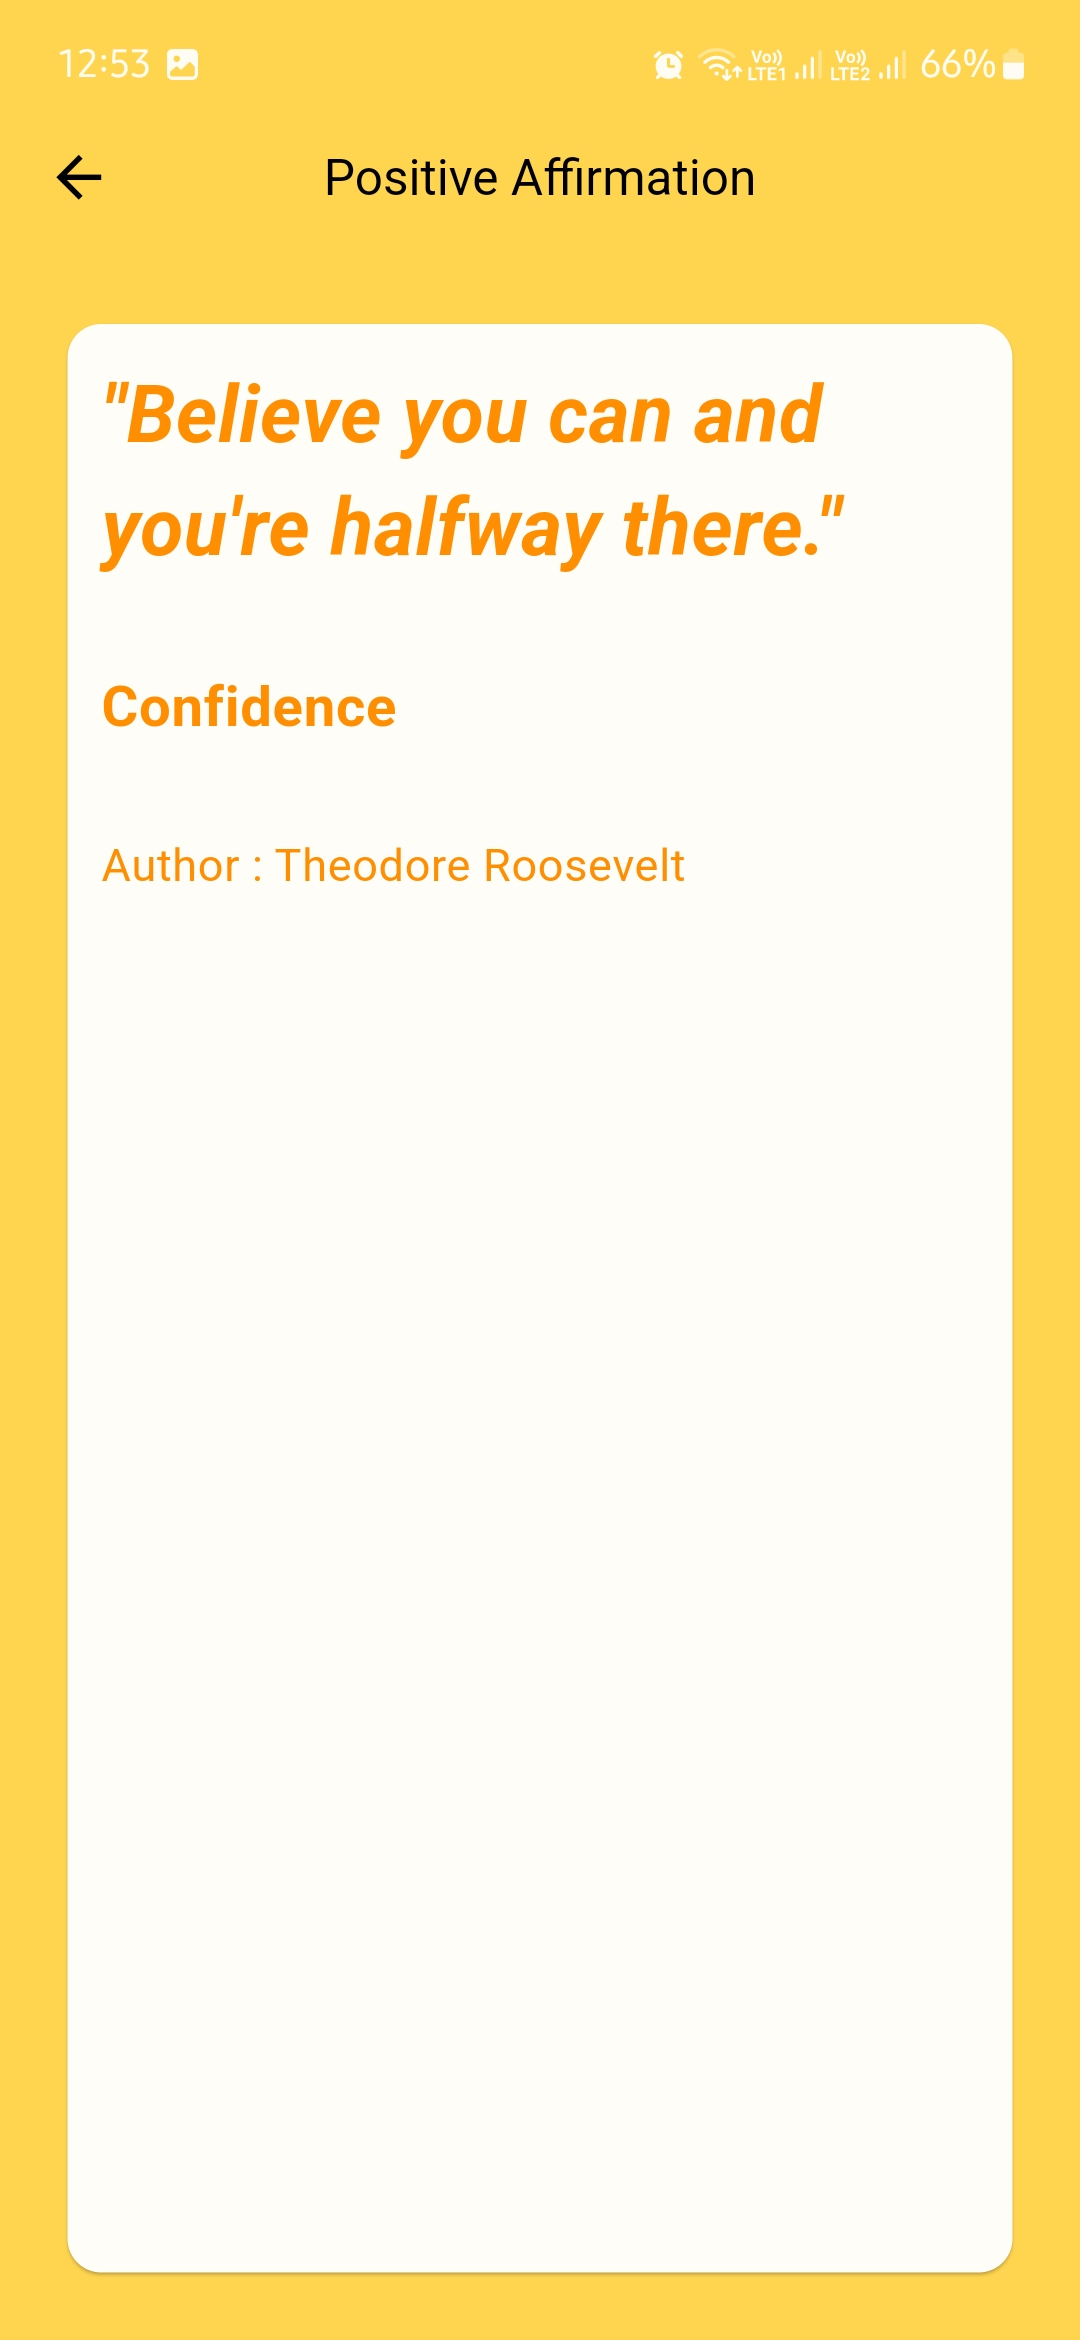 12:53
Vo)) LTE1 Vo)) LTE2 66%
Positive Affirmation
"Believe you can and
you're halfway there."
Confidence
Author : Theodore Roosevelt